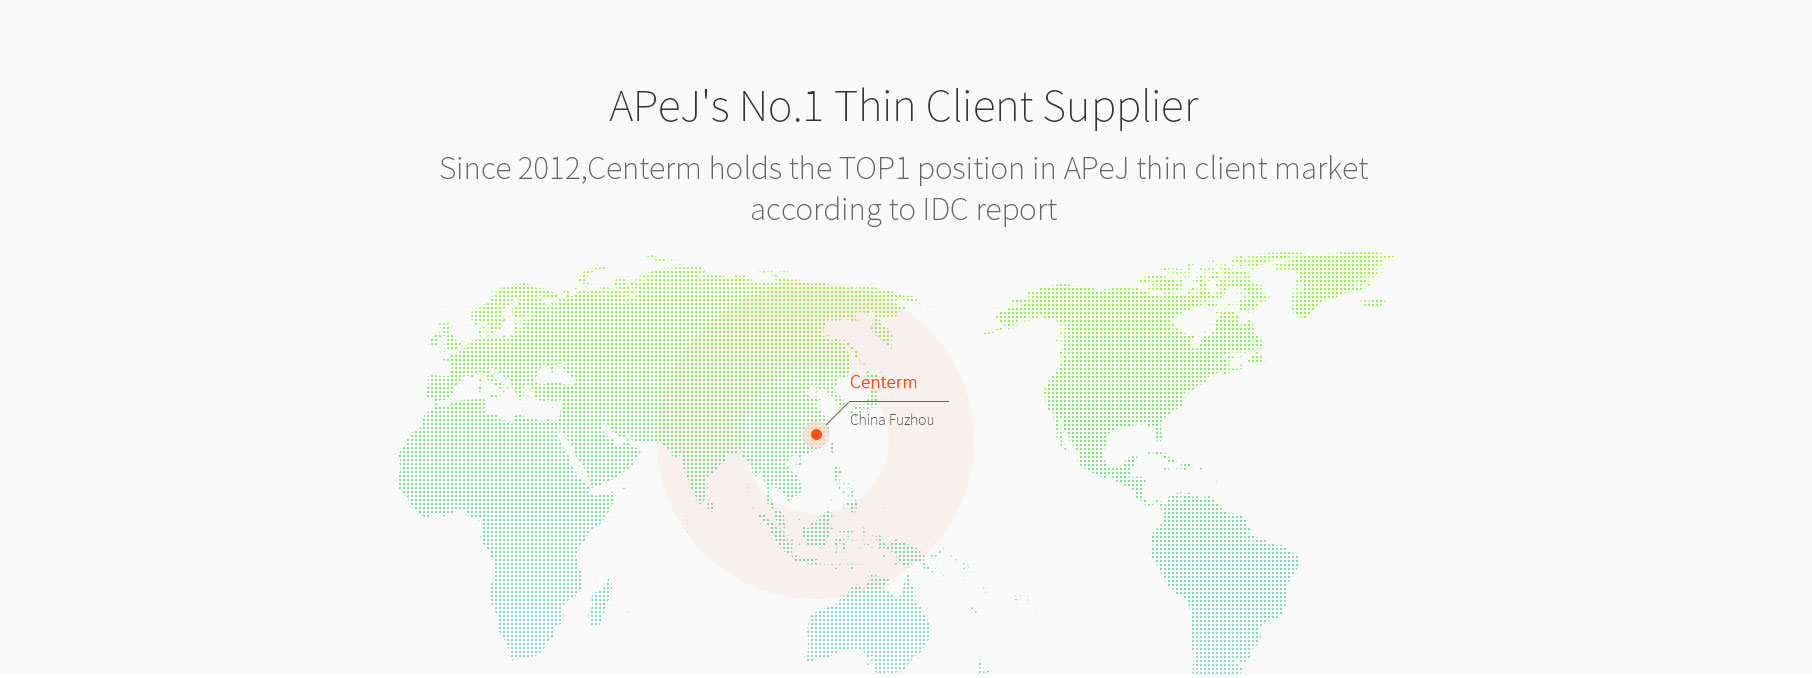 APeJ's No.1 Thin Client Supplier
Since 2012,Centerm holds the TOP1 position in APeJ thin client market
according to IDC report
Centerm
China Fuzhou